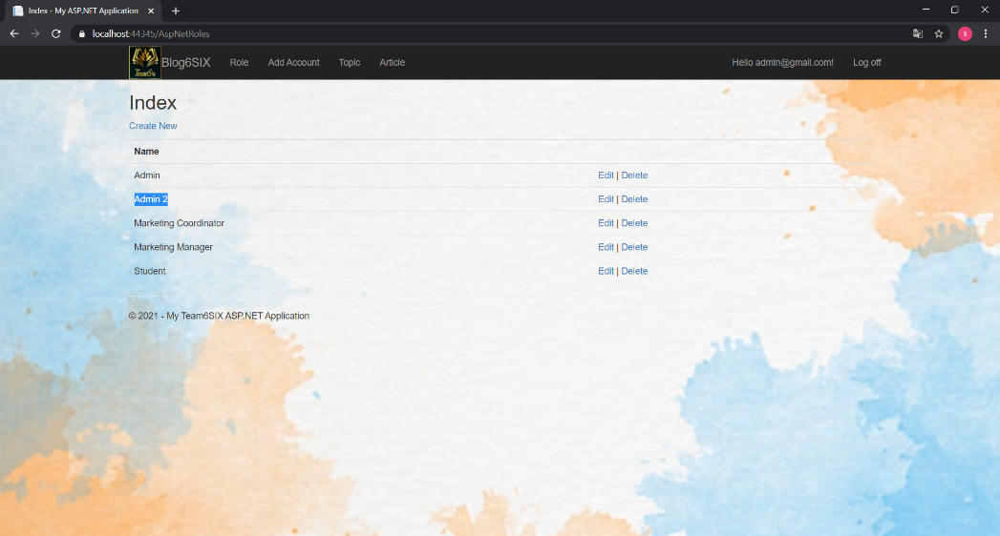 Index - My ASP.NET Application
localhost:44345/AspNetRoles
s
TeamSix
Blog6SIX Role Add Account Topic Article Hello admin@gmail.com! Log off
Index
Create New
Name
Admin Edit | Delete
Admin 2 Edit | Delete
Marketing Coordinator Edit | Delete
Marketing Manager Edit | Delete
Student Edit | Delete
© 2021 - My Team6SIX ASP.NET Application